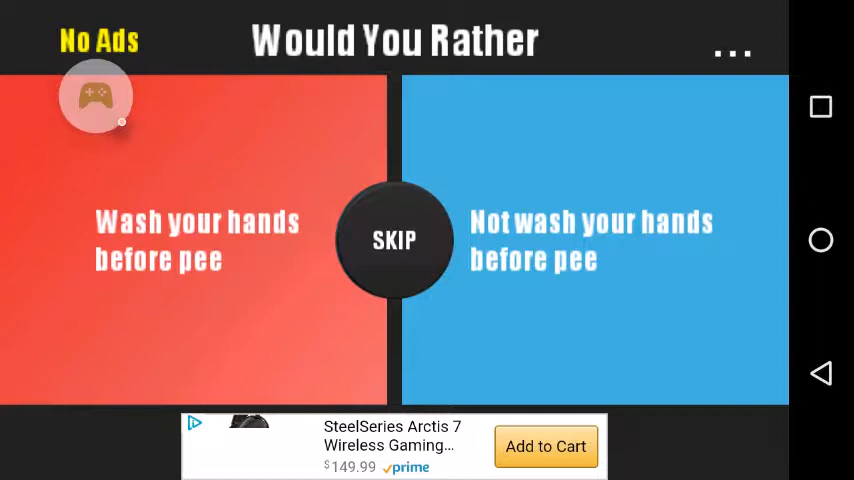 No Ads
Would You Rather
...
Wash your hands
before pee
SKIP
Not wash your hands
before pee
SteelSeries Arctis 7
Wireless Gaming...
$149.99 prime
Add to Cart